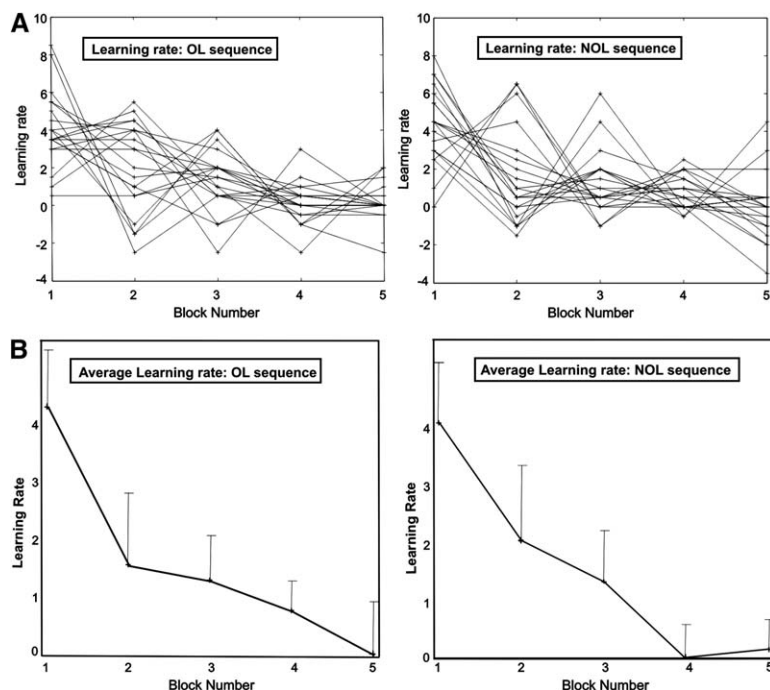 A
Learning rate: OL sequence
Learning rate
10
8
6
4
2
0
-2
-4
1 2 3 4 5
Block Number
Learning rate: NOL sequence
Learning rate
10
8
6
4
2
0
-2
-4
1 2 3 4 5
Block Number
B
Average Learning rate: OL sequence
Learning Rate
4
3
2
1
0
1 2 3 4 5
Block Number
Average Learning rate: NOL sequence
Learning Rate
4
3
2
1
0
1 2 3 4 5
Block Number